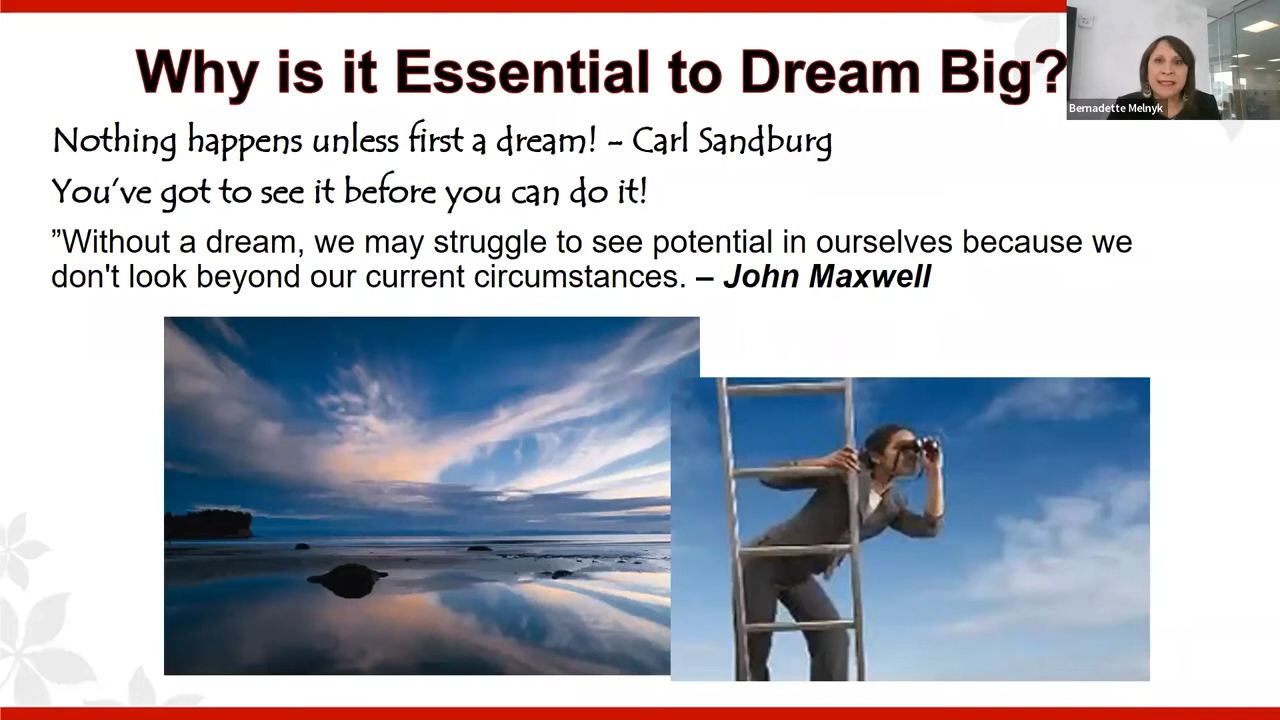 Why is it Essential to Dream Big?
Bernadette Melnyk
Nothing happens unless first a dream! - Carl Sandburg
You've got to see it before you can do it!
”Without a dream, we may struggle to see potential in ourselves because we
don't look beyond our current circumstances. – John Maxwell